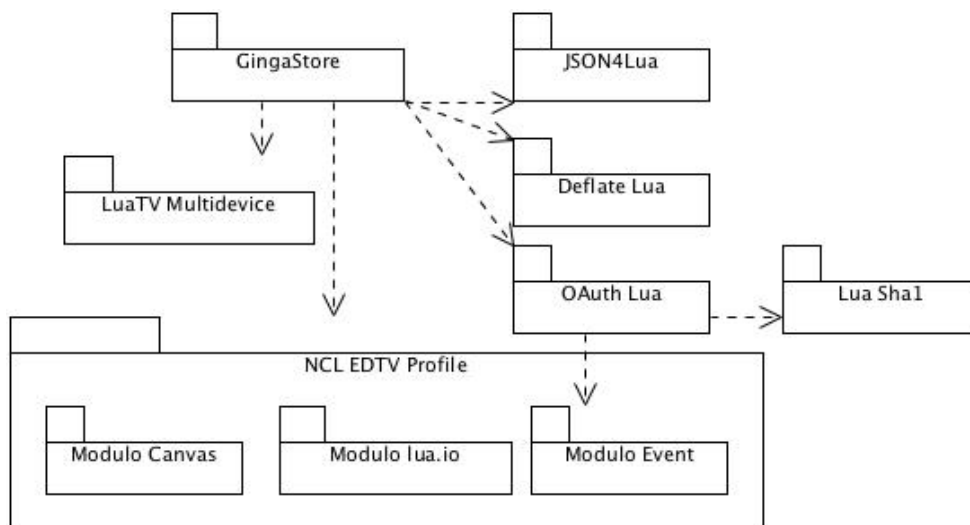 GingaStore
JSON4Lua
Deflate Lua
LuaTV Multidevice
OAuth Lua
Lua Sha1
NCL EDTV Profile
Modulo Canvas
Modulo lua.io
Modulo Event